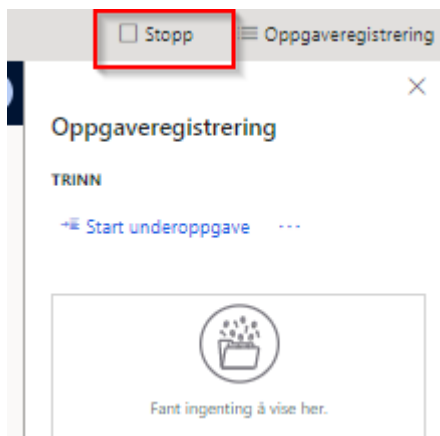 Stopp Oppgaveregistrering
Oppgaveregistrering
TRINN
Start underoppgave ···
Fant ingenting å vise her.